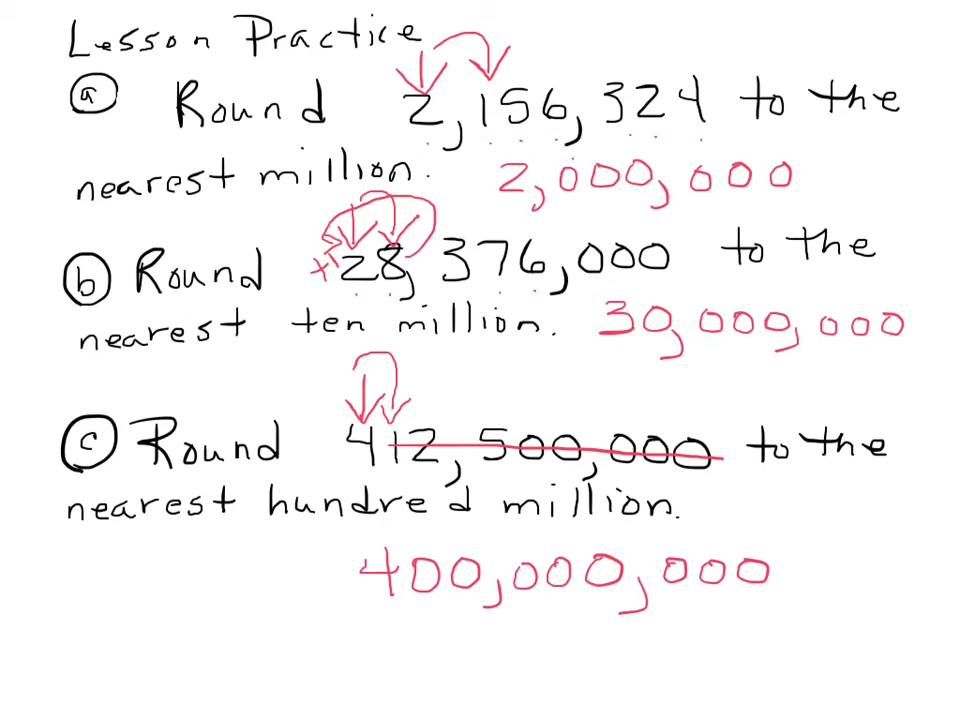 Lesson Practice
ⓐ Round 2,156,324 to the
nearest million. 2,000,000
ⓑ Round +1 28,376,000 to the
nearest ten million. 30,000,000
ⓒ Round 412,500,000 to the
nearest hundred million.
400,000,000